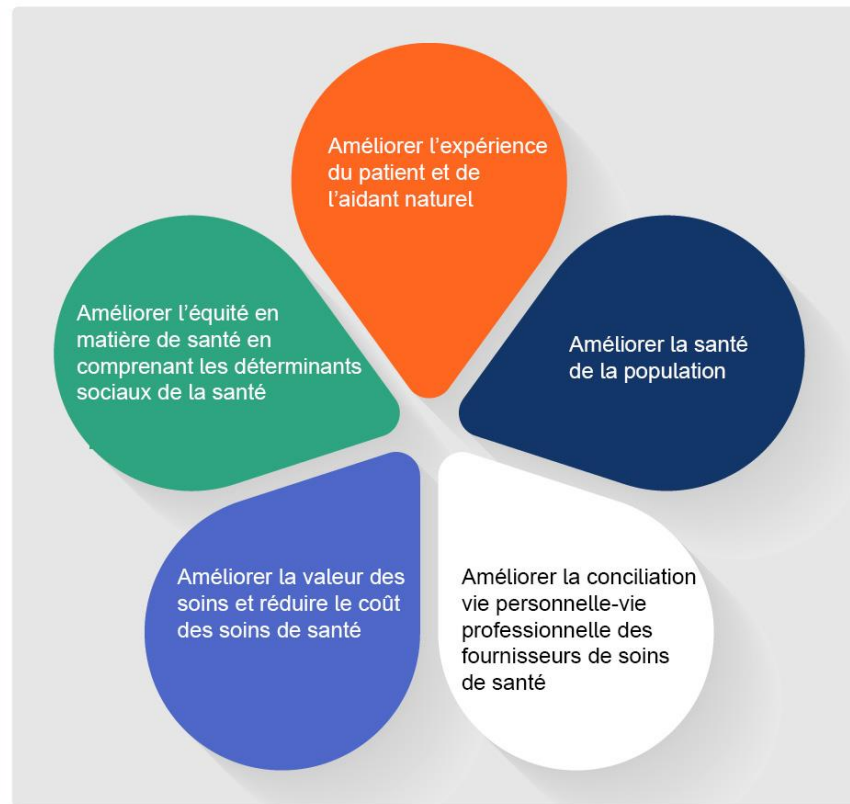 Améliorer l’expérience
du patient et de
l’aidant naturel
Améliorer l’équité en
matière de santé en
comprenant les déterminants
sociaux de la santé
Améliorer la santé
de la population
Améliorer la valeur des
soins et réduire le coût
des soins de santé
Améliorer la conciliation
vie personnelle-vie
professionnelle des
fournisseurs de soins
de santé